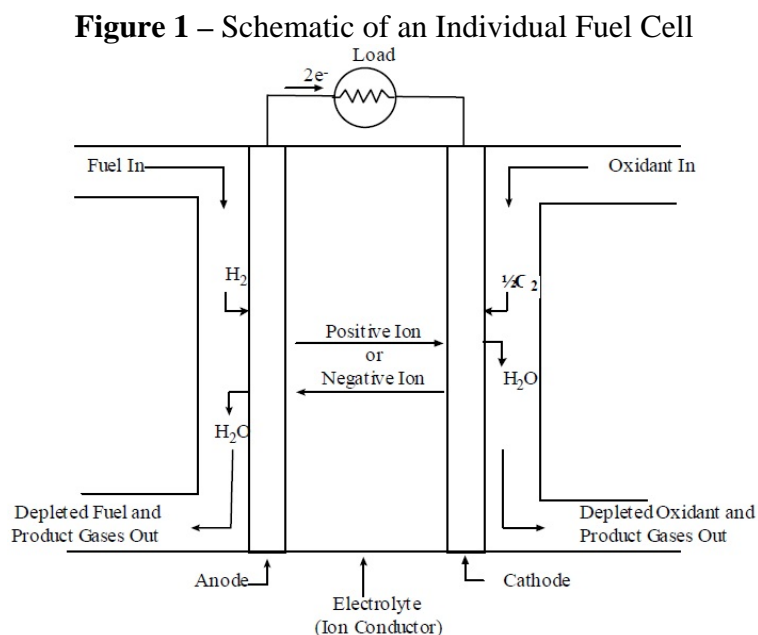 Figure 1 – Schematic of an Individual Fuel Cell
Load
2e-
Fuel In
Oxidant In
H2
½C 2
Positive Ion
or
Negative Ion
H2O
H2O
Depleted Fuel and
Product Gases Out
Depleted Oxidant and
Product Gases Out
Anode
Cathode
Electrolyte
(Ion Conductor)